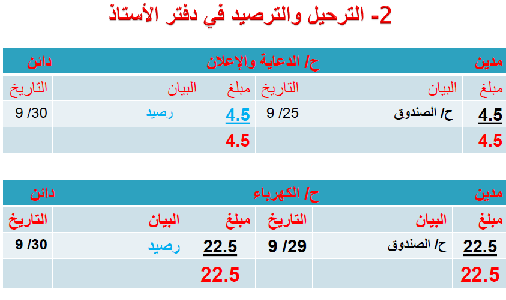 2- الترحيل والترصيد في دفتر الأستاذ
مدين ح/ الدعاية والإعلان دائن
مبلغ البيان التاريخ مبلغ البيان التاريخ
4.5 ح/ الصندوق 9 /25 4.5 رصيد 9 /30
4.5 4.5
مدين ح/ الكهرباء دائن
مبلغ البيان التاريخ مبلغ البيان التاريخ
22.5 ح/ الصندوق 9 /29 22.5 رصيد 9 /30
22.5 22.5